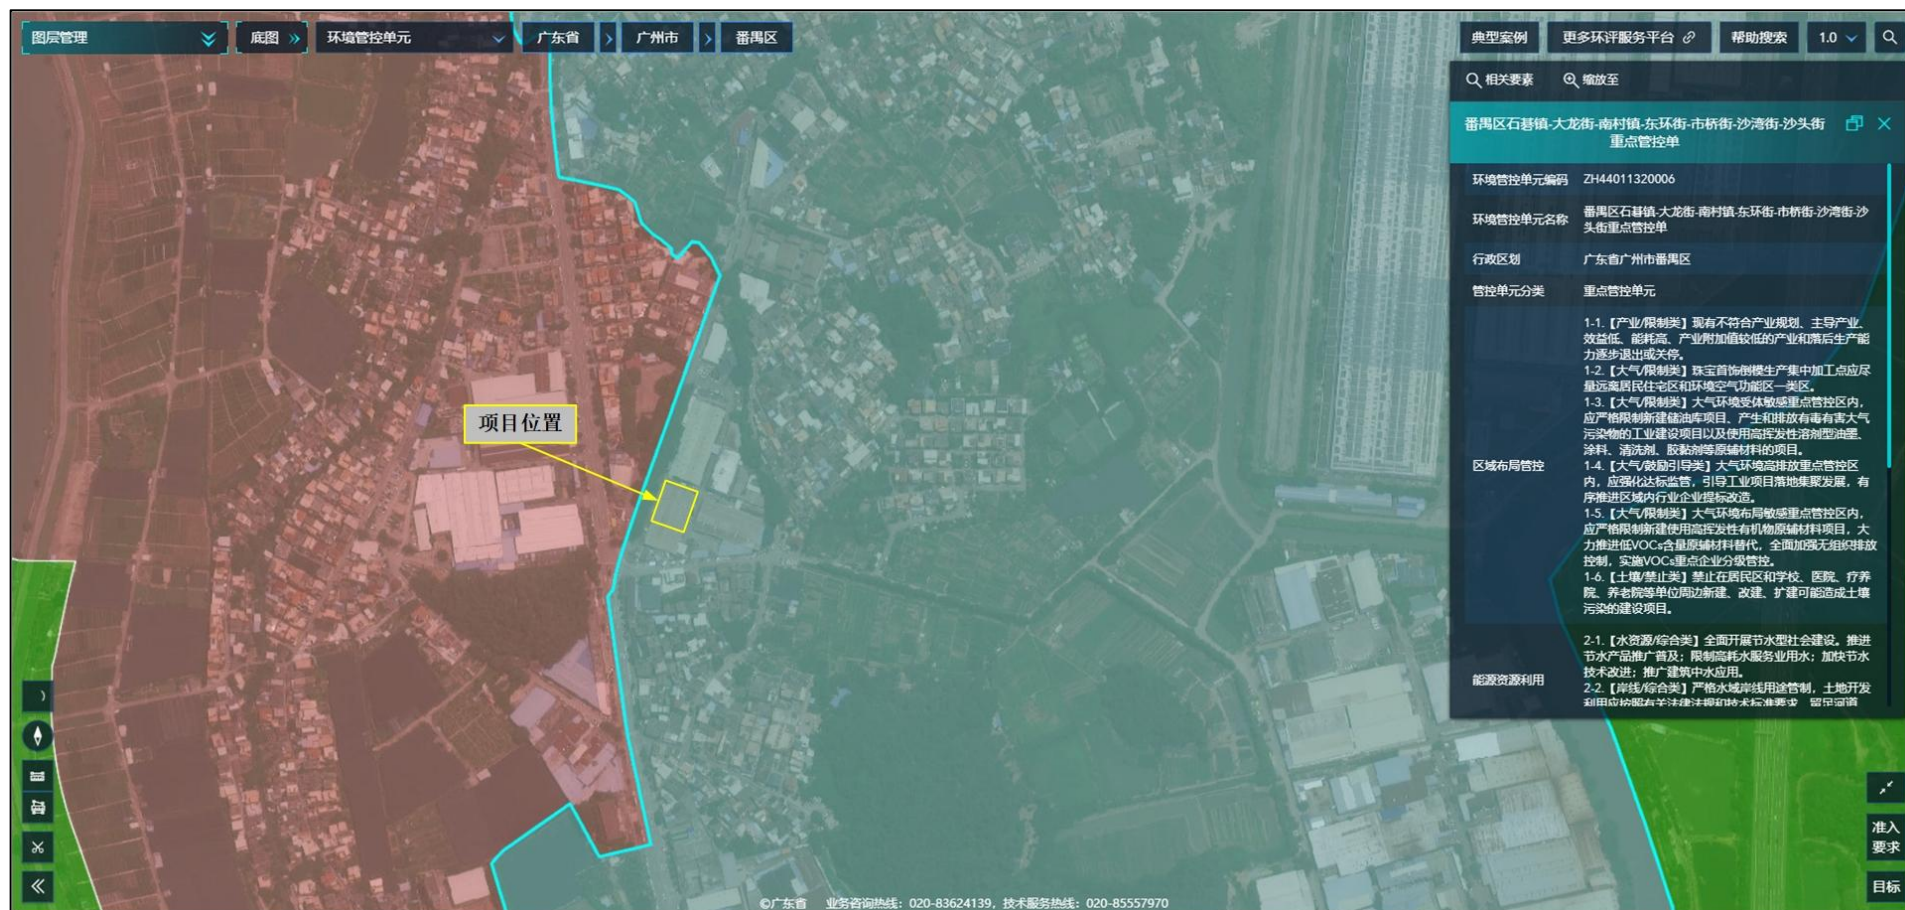 图层管理
底图
环境管控单元
广东省
广州市
番禺区
典型案例
更多环评服务平台
帮助搜索
1.0
相关要素
缩放至
番禺区石碁镇-大龙街-南村镇-东环街-市桥街-沙湾街-沙头街
重点管控单
环境管控单元编码
ZH44011320006
环境管控单元名称
番禺区石碁镇-大龙街-南村镇-东环街-市桥街-沙湾街-沙
头街重点管控单
行政区划
广东省广州市番禺区
管控单元分类
重点管控单元
区域布局管控
1-1.【产业/限制类】现有不符合产业规划、主导产业、
效益低、能耗高、产业附加值较低的产业和落后生产能
力逐步退出或关停。
1-2.【大气/限制类】珠宝首饰倒模生产集中加工点应尽
量远离居民住宅区和环境空气功能区一类区。
1-3.【大气/限制类】大气环境受体敏感重点管控区内,
应严格限制新建储油库项目、产生和排放有毒有害大气
污染物的工业建设项目以及使用高挥发性溶剂型油墨、
涂料、清洗剂、胶黏剂等原辅材料的项目。
1-4.【大气/鼓励引导类】大气环境高排放重点管控区
内,应强化达标监管,引导工业项目落地集聚发展,有
序推进区域内行业企业提标改造。
1-5.【大气/限制类】大气环境布局敏感重点管控区内,
应严格限制新建使用高挥发性有机物原辅材料项目,大
力推进低VOCs含量原辅材料替代,全面加强无组织排放
控制,实施VOCs重点企业分级管控。
1-6.【土壤/禁止类】禁止在居民区和学校、医院、疗养
院、养老院等单位周边新建、改建、扩建可能造成土壤
污染的建设项目。
能源资源利用
2-1.【水资源/综合类】全面开展节水型社会建设。推进
节水产品推广普及;限制高耗水服务业用水;加快节水
技术改进;推广建筑中水应用。
2-2.【岸线/综合类】严格水域岸线用途管制,土地开发
利用应按照有关法律法规和技术标准要求,留足河道
项目位置
准入
要求
目标
©广东省 业务咨询热线:020-83624139,技术服务热线:020-85557970